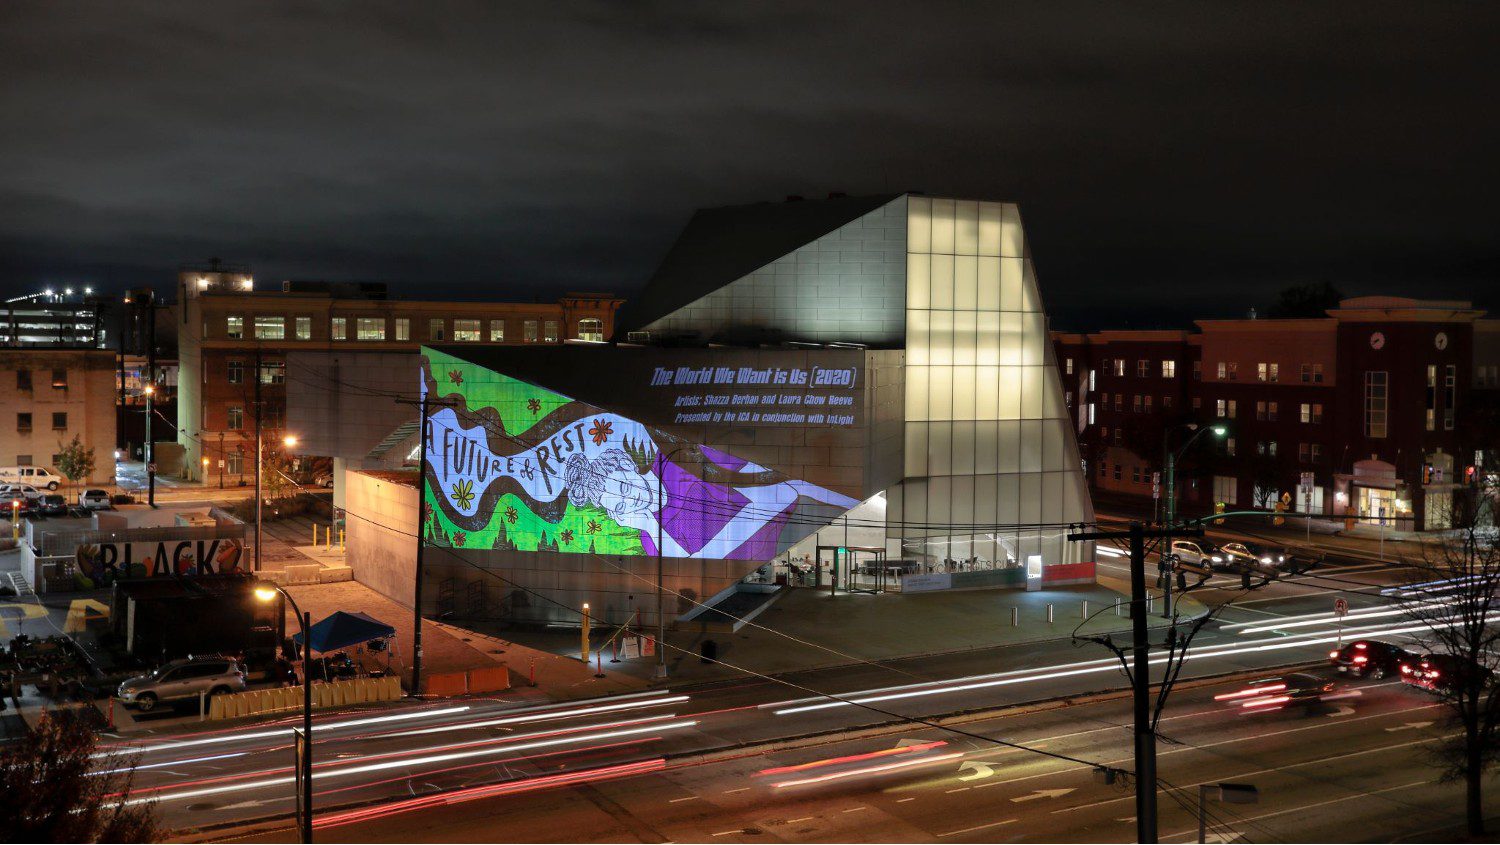 The World We Want is Us (2020)
Artists: Shazza Berhan and Laura Chow Reeve
Presented by the ICA in conjunction with InLight
A FUTURE of REST
BLACK